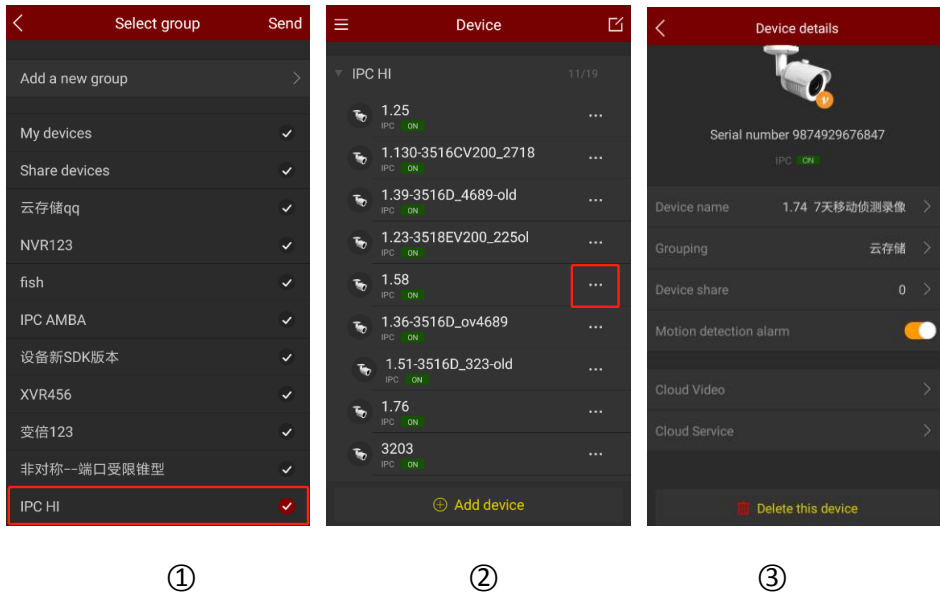 Select group Send
Add a new group
My devices
Share devices
云存储qq
NVR123
fish
IPC AMBA
设备新SDK版本
XVR456
变倍123
非对称--端口受限锥型
IPC HI
①
Device
IPC HI 11/19
1.25
IPC ON
1.130-3516CV200_2718
IPC ON
1.39-3516D_4689-old
IPC ON
1.23-3518EV200_225ol
IPC ON
1.58
IPC ON
1.36-3516D_ov4689
IPC ON
1.51-3516D_323-old
IPC ON
1.76
IPC ON
3203
IPC ON
Add device
②
Device details
Serial number 9874929676847
IPC ON
Device name 1.74 7天移动侦测录像
Grouping 云存储
Device share 0
Motion detection alarm
Cloud Video
Cloud Service
Delete this device
③